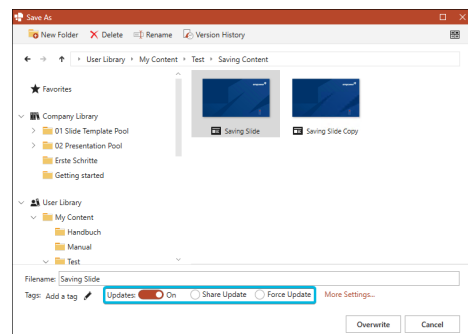 Save As
New Folder Delete Rename Version History
User Library My Content Test Saving Content
Favorites
Company Library
01 Slide Template Pool
02 Presentation Pool
Erste Schritte
Getting started
User Library
My Content
Handbuch
Manual
Test
Saving Slide Saving Slide Copy
Filename: Saving Slide
Tags: Add a tag Updates: On Share Update Force Update More Settings...
Overwrite Cancel